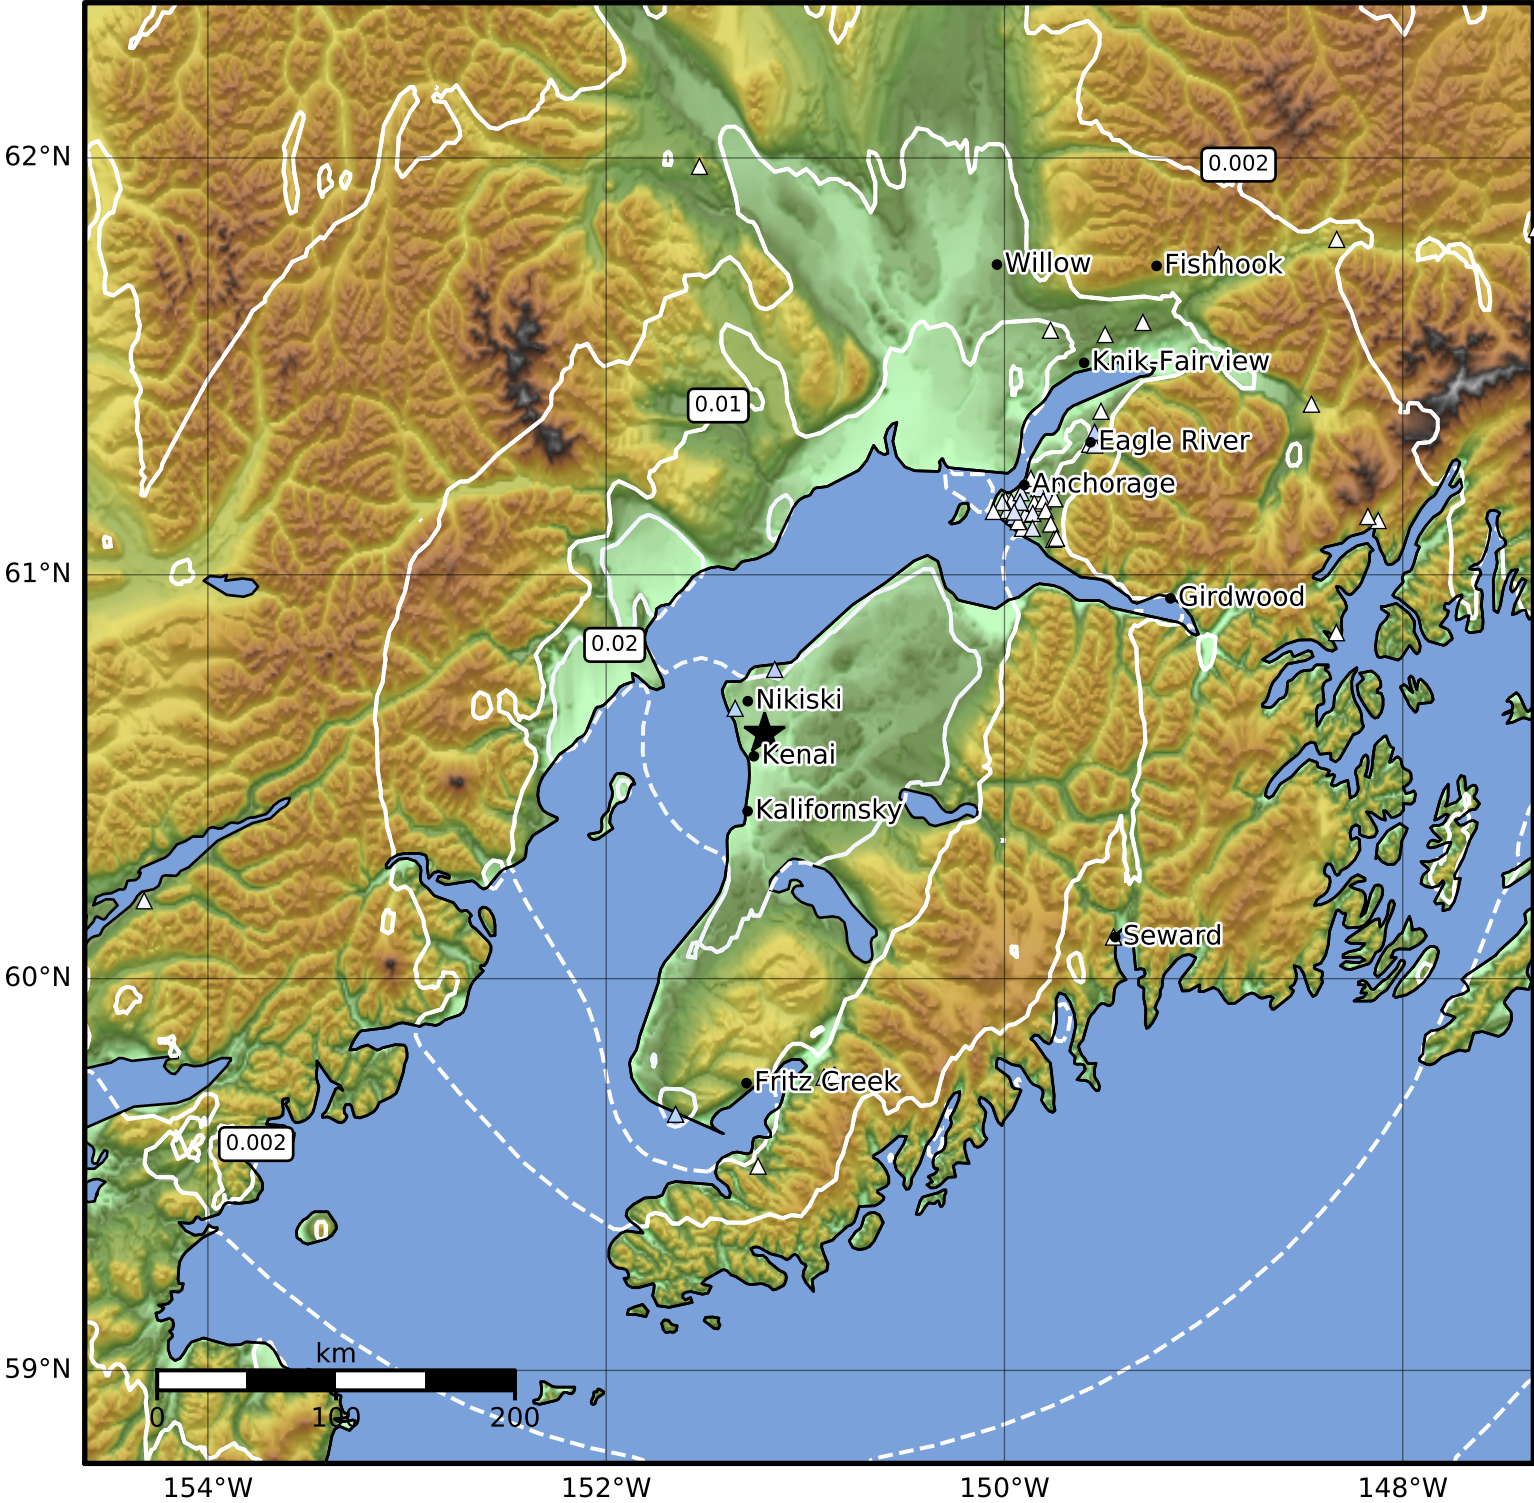 62°N
0.002
Willow
Fishhook
Knik-Fairview
0.01
Eagle River
Anchorage
61°N
Girdwood
0.02
Nikiski
Kenai
Kalifornsky
Seward
60°N
Fritz Creek
0.002
59°N
km
0 100 200
154°W 152°W 150°W 148°W